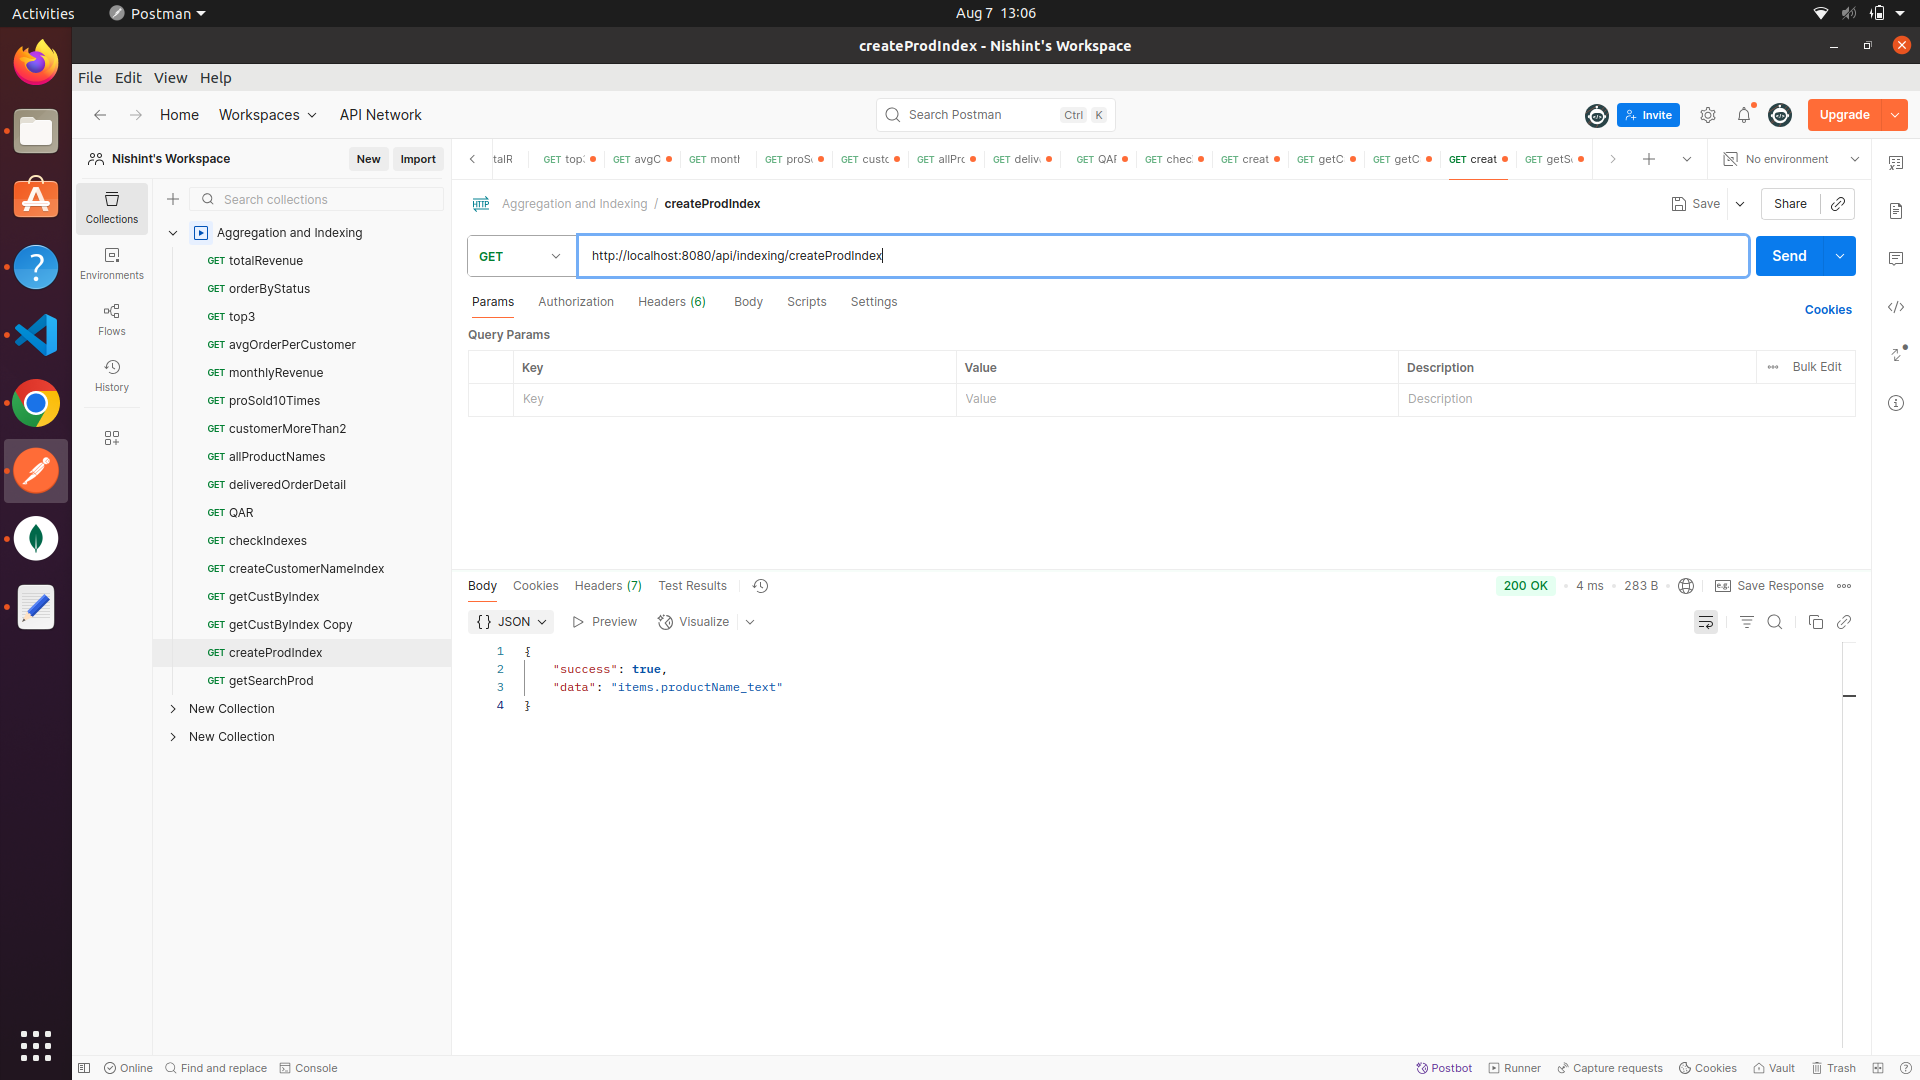 Activities
Postman
Aug 7 13:06
createProdIndex - Nishint's Workspace
File Edit View Help
Home Workspaces API Network
Search Postman Ctrl K
Invite
Upgrade
Nishint's Workspace
New Import
talR
GET top3
GET avgC
GET montl
GET proS
GET custo
GET allPro
GET deliv
GET QAR
GET chec
GET creat
GET getC
GET getC
GET creat
GET getS
No environment
Collections
Environments
Flows
History
Search collections
Aggregation and Indexing
GET totalRevenue
GET orderByStatus
GET top3
GET avgOrderPerCustomer
GET monthlyRevenue
GET proSold10Times
GET customerMoreThan2
GET allProductNames
GET deliveredOrderDetail
GET QAR
GET checkIndexes
GET createCustomerNameIndex
GET getCustByIndex
GET getCustByIndex Copy
GET createProdIndex
GET getSearchProd
New Collection
New Collection
HTTP Aggregation and Indexing / createProdIndex
Save Share
GET http://localhost:8080/api/indexing/createProdIndex Send
Params Authorization Headers (6) Body Scripts Settings Cookies
Query Params
Key Value Description Bulk Edit
Key Value Description
Body Cookies Headers (7) Test Results
200 OK 4 ms 283 B e.g. Save Response
{} JSON Preview Visualize
1 {
2 "success": true,
3 "data": "items.productName_text"
4 }
Online Find and replace Console
Postbot Runner Capture requests Cookies Vault Trash